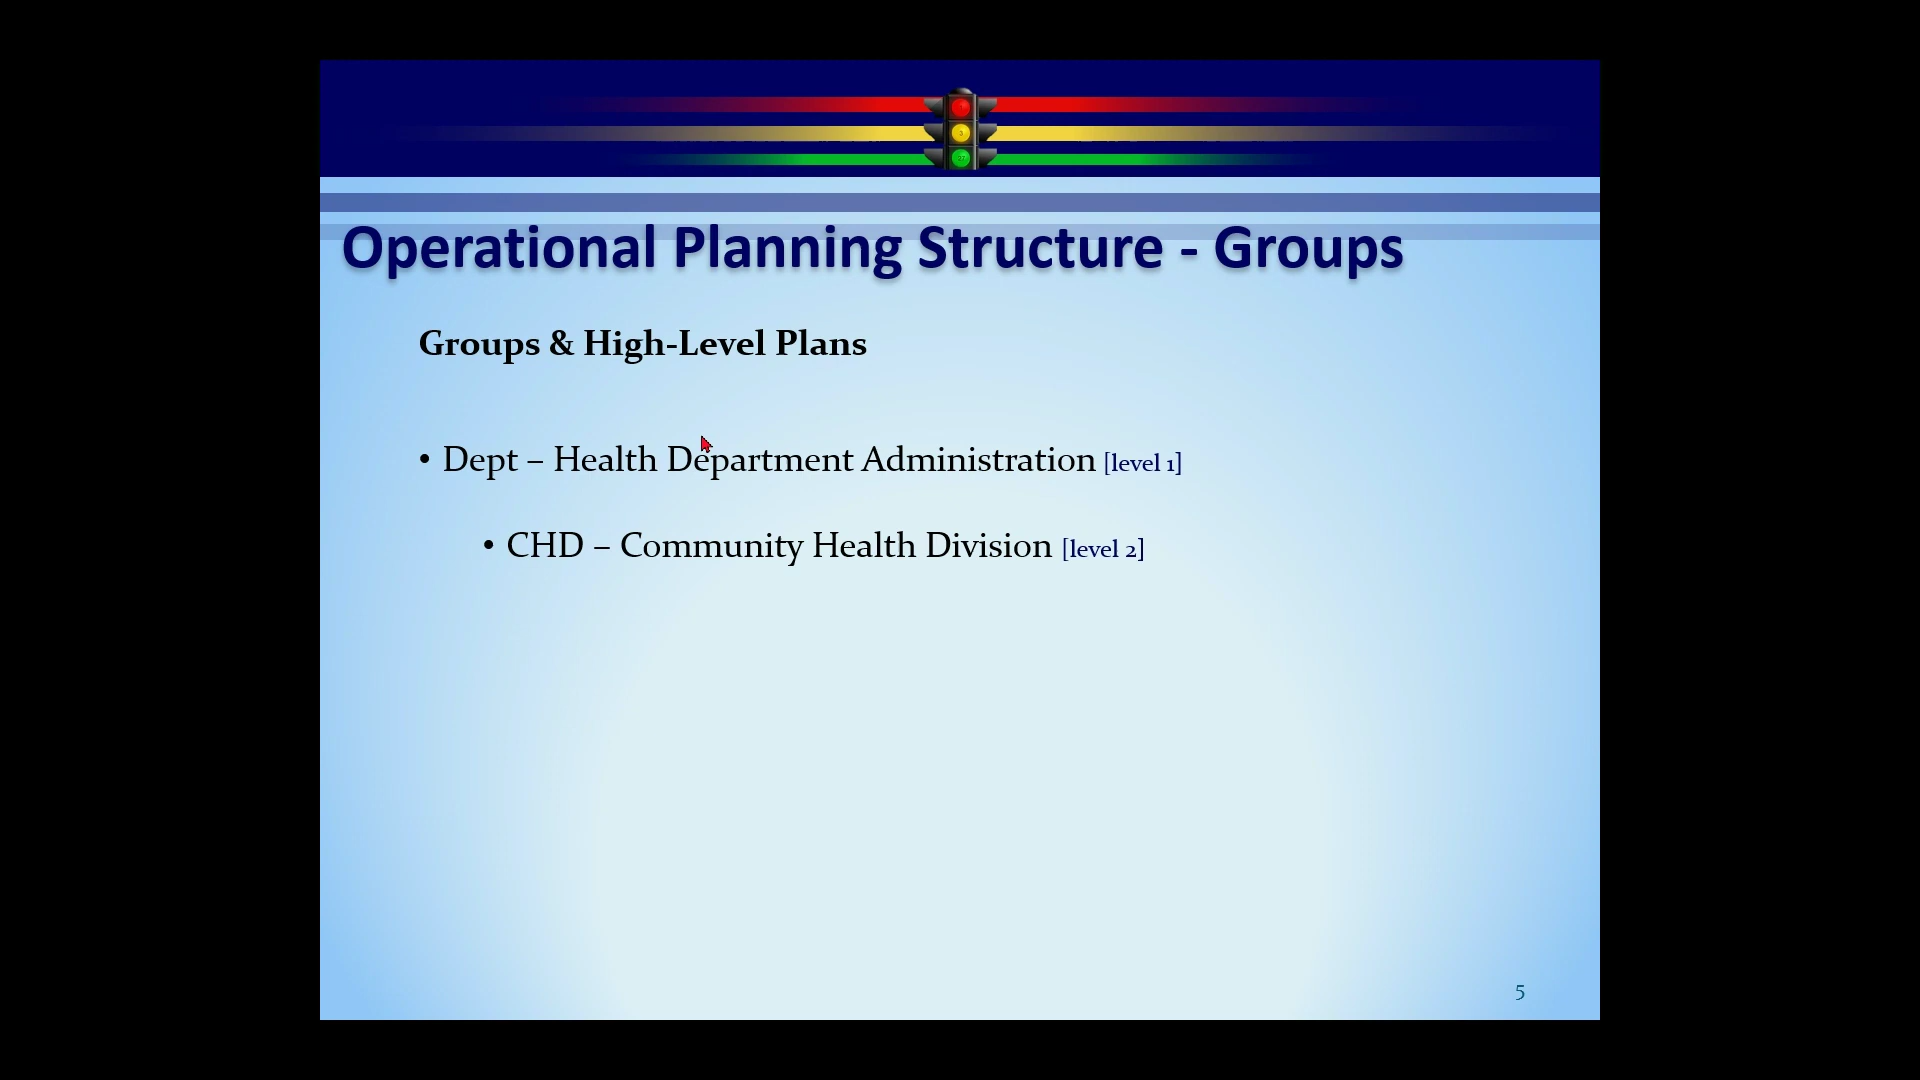 Operational Planning Structure - Groups
Groups & High-Level Plans
• Dept – Health Department Administration [level 1]
• CHD – Community Health Division [level 2]
5